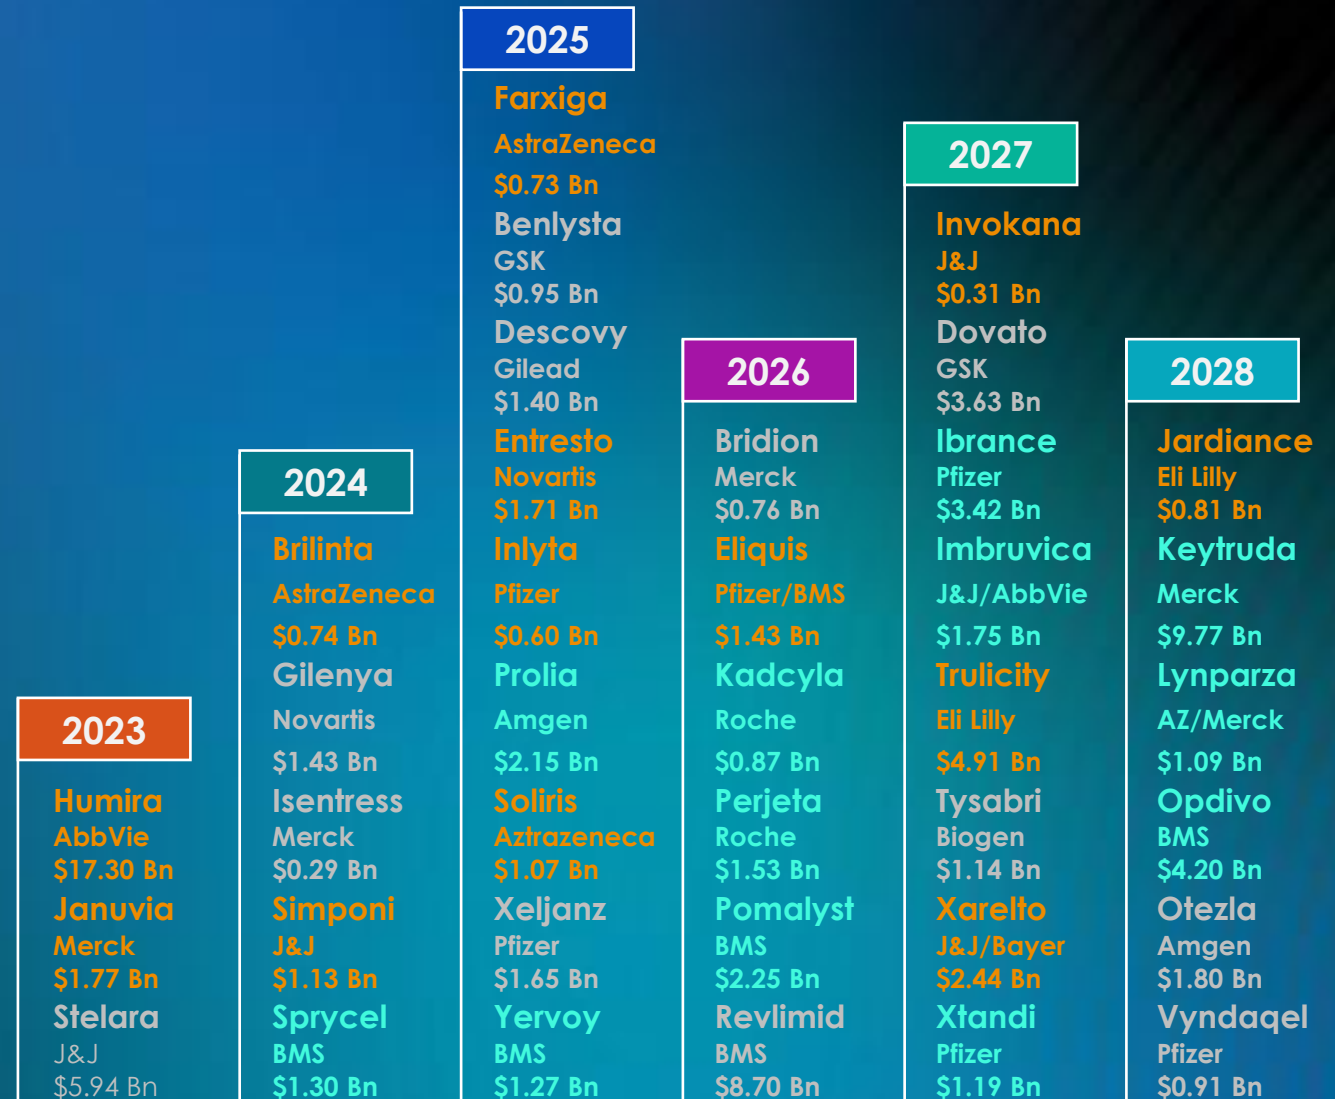 2023
Humira
AbbVie
$17.30 Bn
Januvia
Merck
$1.77 Bn
Stelara
J&J
$5.94 Bn
2024
Brilinta
AstraZeneca
$0.74 Bn
Gilenya
Novartis
$1.43 Bn
Isentress
Merck
$0.29 Bn
Simponi
J&J
$1.13 Bn
Sprycel
BMS
$1.30 Bn
2025
Farxiga
AstraZeneca
$0.73 Bn
Benlysta
GSK
$0.95 Bn
Descovy
Gilead
$1.40 Bn
Entresto
Novartis
$1.71 Bn
Inlyta
Pfizer
$0.60 Bn
Prolia
Amgen
$2.15 Bn
Soliris
Aztrazeneca
$1.07 Bn
Xeljanz
Pfizer
$1.65 Bn
Yervoy
BMS
$1.27 Bn
2026
Bridion
Merck
$0.76 Bn
Eliquis
Pfizer/BMS
$1.43 Bn
Kadcyla
Roche
$0.87 Bn
Perjeta
Roche
$1.53 Bn
Pomalyst
BMS
$2.25 Bn
Revlimid
BMS
$8.70 Bn
2027
Invokana
J&J
$0.31 Bn
Dovato
GSK
$3.63 Bn
Ibrance
Pfizer
$3.42 Bn
Imbruvica
J&J/AbbVie
$1.75 Bn
Trulicity
Eli Lilly
$4.91 Bn
Tysabri
Biogen
$1.14 Bn
Xarelto
J&J/Bayer
$2.44 Bn
Xtandi
Pfizer
$1.19 Bn
2028
Jardiance
Eli Lilly
$0.81 Bn
Keytruda
Merck
$9.77 Bn
Lynparza
AZ/Merck
$1.09 Bn
Opdivo
BMS
$4.20 Bn
Otezla
Amgen
$1.80 Bn
Vyndaqel
Pfizer
$0.91 Bn